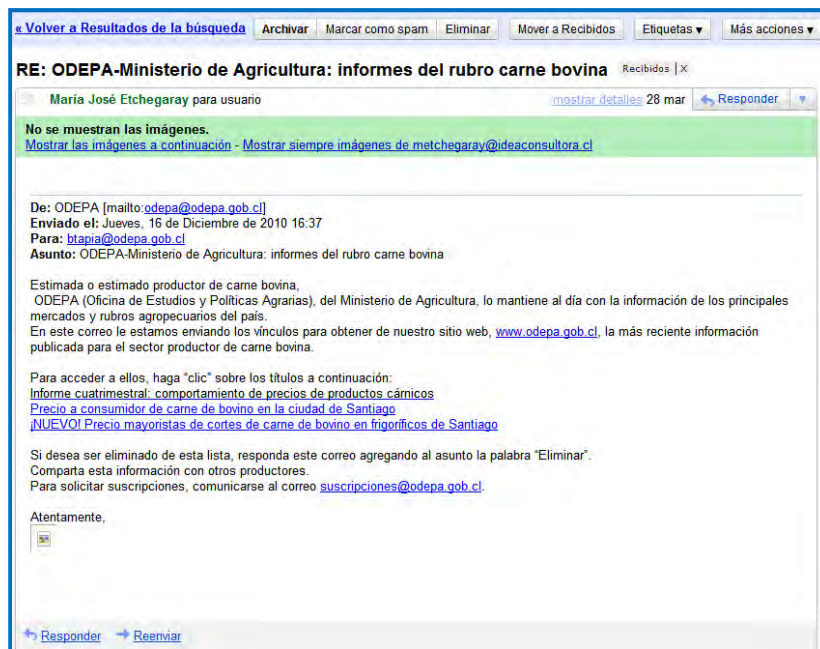 « Volver a Resultados de la búsqueda Archivar Marcar como spam Eliminar Mover a Recibidos Etiquetas ▾ Más acciones ▾
RE: ODEPA-Ministerio de Agricultura: informes del rubro carne bovina Recibidos | X
María José Etchegaray para usuario mostrar detalles 28 mar Responder
No se muestran las imágenes.
Mostrar las imágenes a continuación - Mostrar siempre imágenes de metchegaray@ideaconsultora.cl
De: ODEPA [mailto:odepa@odepa.gob.cl]
Enviado el: Jueves, 16 de Diciembre de 2010 16:37
Para: btapia@odepa.gob.cl
Asunto: ODEPA-Ministerio de Agricultura: informes del rubro carne bovina
Estimada o estimado productor de carne bovina,
ODEPA (Oficina de Estudios y Políticas Agrarias), del Ministerio de Agricultura, lo mantiene al día con la información de los principales
mercados y rubros agropecuarios del país.
En este correo le estamos enviando los vínculos para obtener de nuestro sitio web, www.odepa.gob.cl, la más reciente información
publicada para el sector productor de carne bovina.
Para acceder a ellos, haga "clic" sobre los títulos a continuación:
Informe cuatrimestral: comportamiento de precios de productos cárnicos
Precio a consumidor de carne de bovino en la ciudad de Santiago
¡NUEVO! Precio mayoristas de cortes de carne de bovino en frigoríficos de Santiago
Si desea ser eliminado de esta lista, responda este correo agregando al asunto la palabra "Eliminar".
Comparta esta información con otros productores.
Para solicitar suscripciones, comunicarse al correo suscripciones@odepa.gob.cl.
Atentamente,
Responder Reenviar